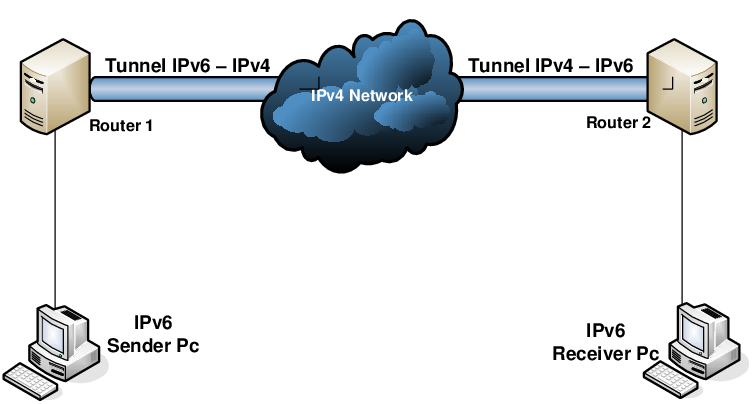 Tunnel IPv6 – IPv4
Tunnel IPv4 – IPv6
IPv4 Network
Router 1
Router 2
IPv6
Sender Pc
IPv6
Receiver Pc